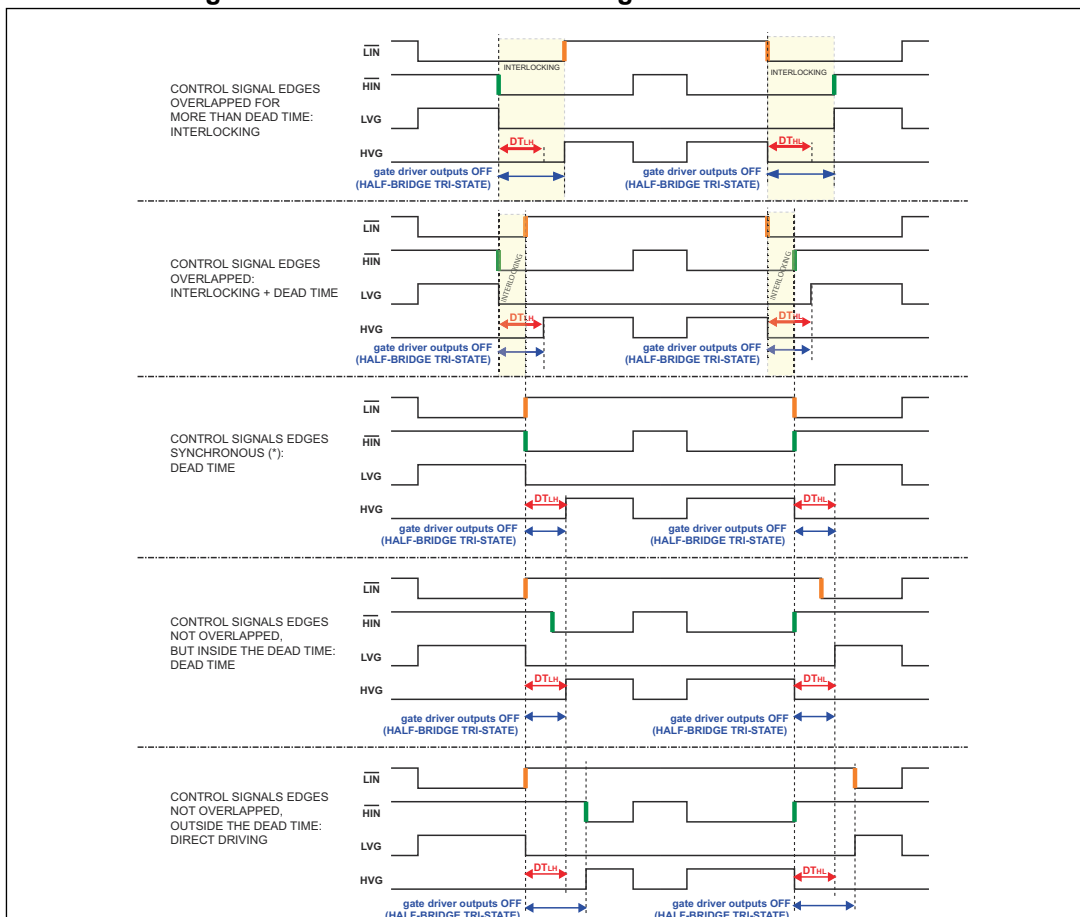 LIN
INTERLOCKING
INTERLOCKING
HIN
CONTROL SIGNAL EDGES
OVERLAPPED FOR
MORE THAN DEAD TIME:
INTERLOCKING
LVG
DTLH
DTHL
HVG
gate driver outputs OFF
(HALF-BRIDGE TRI-STATE)
gate driver outputs OFF
(HALF-BRIDGE TRI-STATE)
LIN
HIN
CONTROL SIGNAL EDGES
OVERLAPPED:
INTERLOCKING + DEAD TIME
INTERLOCKING
INTERLOCKING
LVG
DTLH
DTHL
HVG
gate driver outputs OFF
(HALF-BRIDGE TRI-STATE)
gate driver outputs OFF
(HALF-BRIDGE TRI-STATE)
LIN
HIN
CONTROL SIGNALS EDGES
SYNCHRONOUS (*):
DEAD TIME
LVG
DTLH
DTHL
HVG
gate driver outputs OFF
(HALF-BRIDGE TRI-STATE)
gate driver outputs OFF
(HALF-BRIDGE TRI-STATE)
LIN
HIN
CONTROL SIGNALS EDGES
NOT OVERLAPPED,
BUT INSIDE THE DEAD TIME:
DEAD TIME
LVG
DTLH
DTHL
HVG
gate driver outputs OFF
(HALF-BRIDGE TRI-STATE)
gate driver outputs OFF
(HALF-BRIDGE TRI-STATE)
LIN
HIN
CONTROL SIGNALS EDGES
NOT OVERLAPPED,
OUTSIDE THE DEAD TIME:
DIRECT DRIVING
LVG
DTLH
DTHL
HVG
gate driver outputs OFF
(HALF-BRIDGE TRI-STATE)
gate driver outputs OFF
(HALF-BRIDGE TRI-STATE)